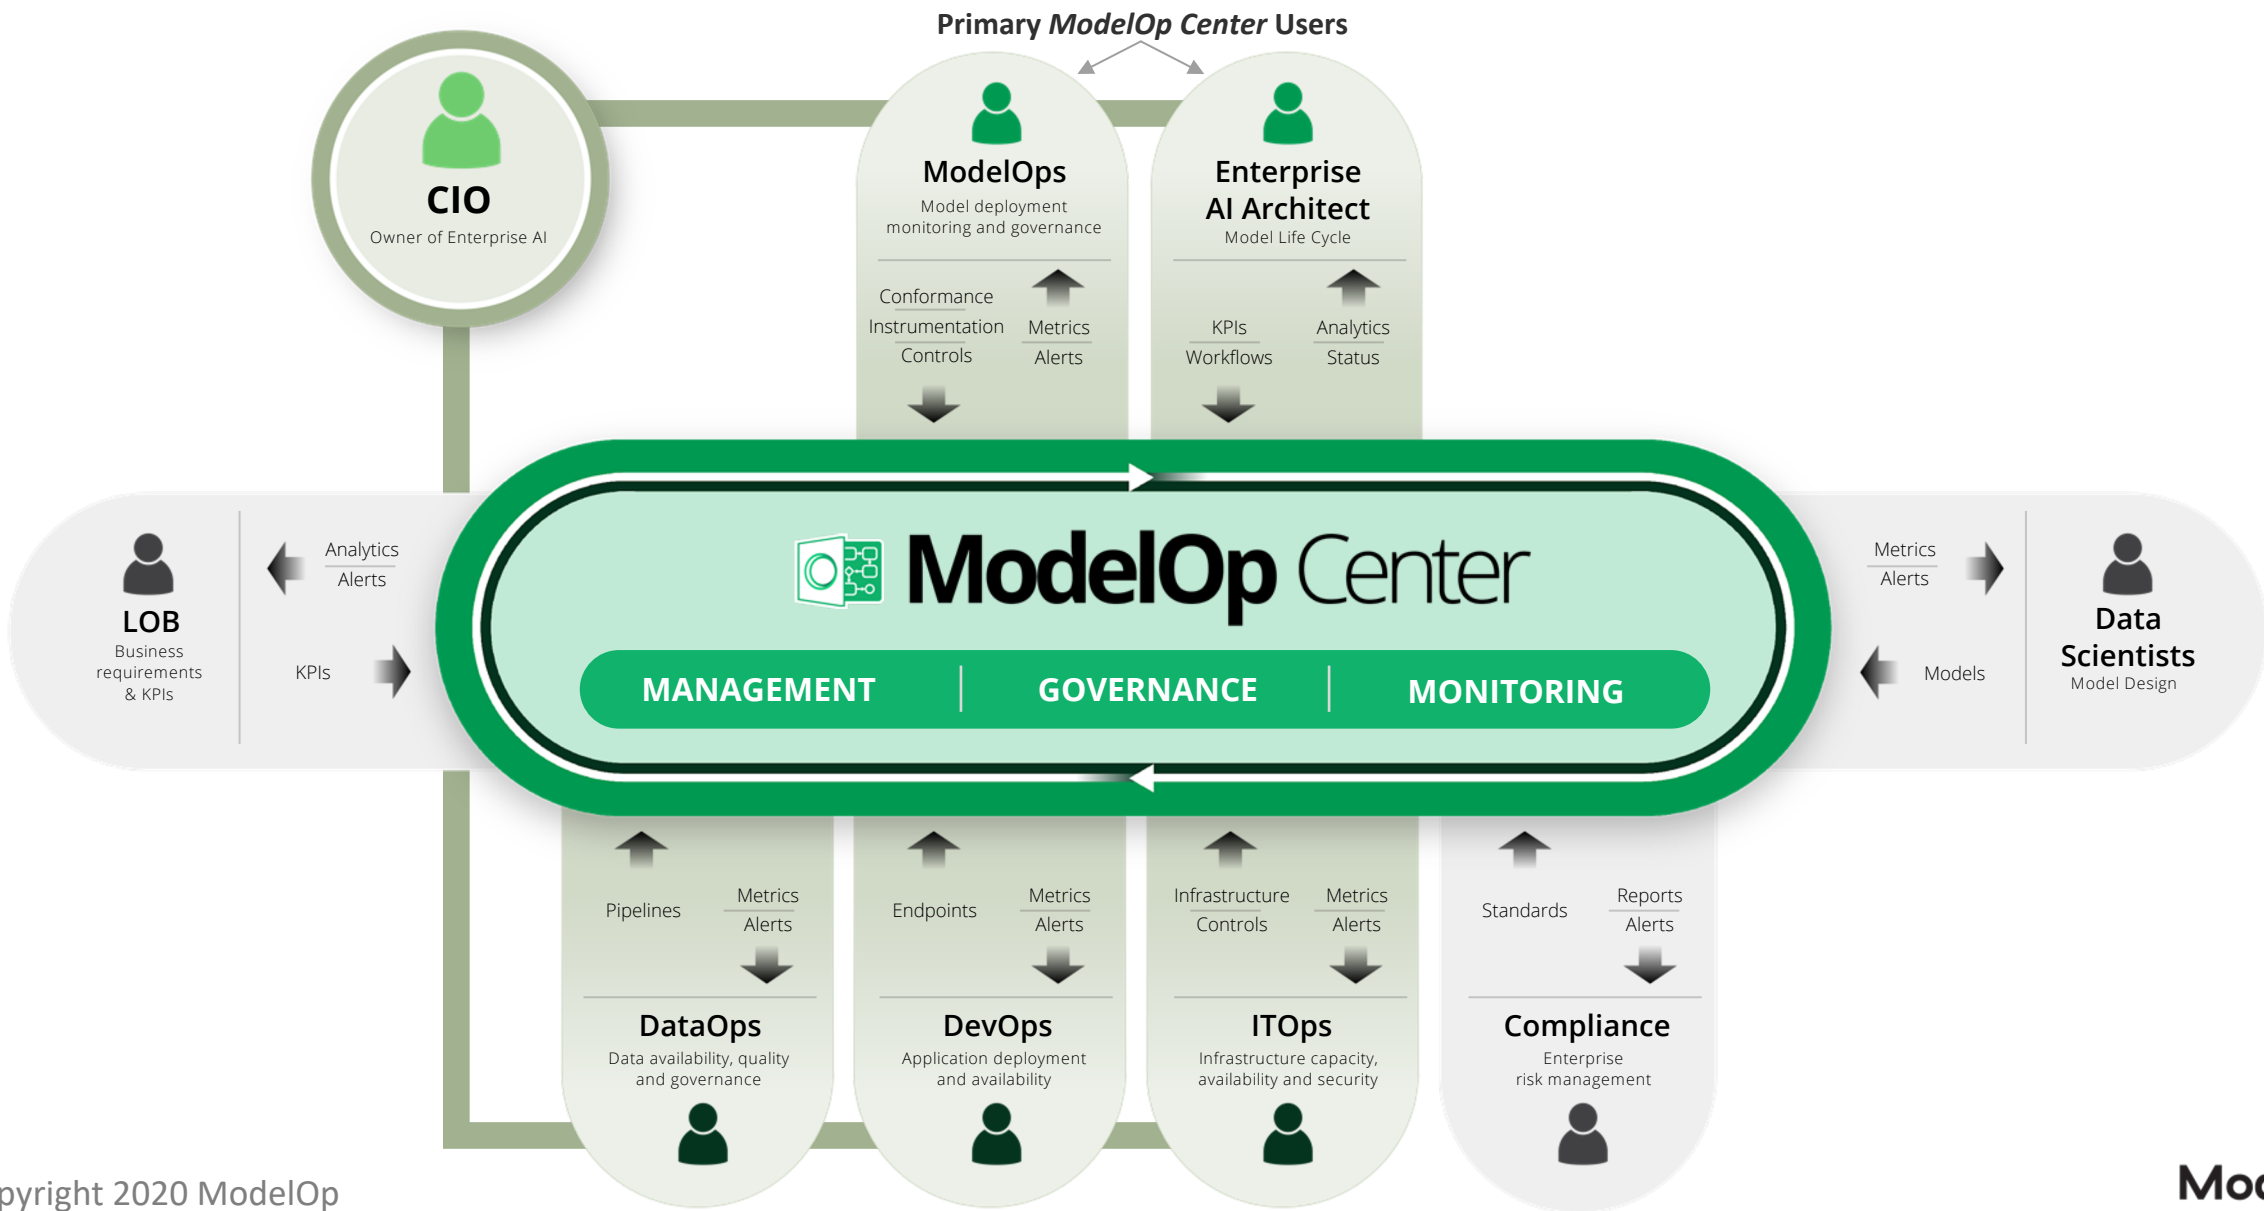 Primary ModelOp Center Users
CIO
Owner of Enterprise AI
ModelOps
Model deployment
monitoring and governance
Conformance
Instrumentation
Controls
Metrics
Alerts
Enterprise
AI Architect
Model Life Cycle
KPIs
Workflows
Analytics
Status
LOB
Business
requirements
& KPIs
Analytics
Alerts
KPIs
ModelOp Center
MANAGEMENT
GOVERNANCE
MONITORING
Metrics
Alerts
Models
Data
Scientists
Model Design
Pipelines
Metrics
Alerts
DataOps
Data availability, quality
and governance
Endpoints
Metrics
Alerts
DevOps
Application deployment
and availability
Infrastructure
Controls
Metrics
Alerts
ITOps
Infrastructure capacity,
availability and security
Standards
Reports
Alerts
Compliance
Enterprise
risk management
pyright 2020 ModelOp